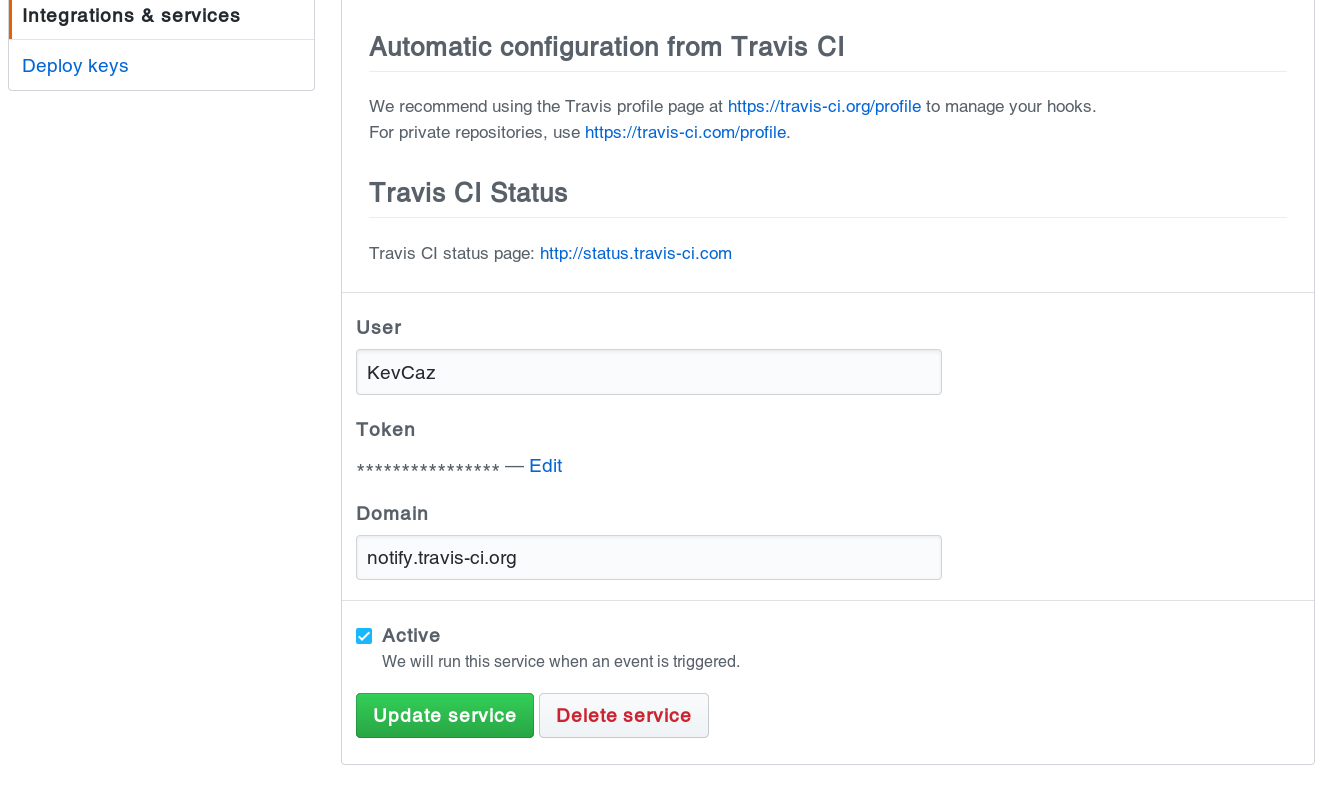 Integrations & services
Deploy keys
Automatic configuration from Travis CI
We recommend using the Travis profile page at https://travis-ci.org/profile to manage your hooks.
For private repositories, use https://travis-ci.com/profile.
Travis CI Status
Travis CI status page: http://status.travis-ci.com
User
KevCaz
Token
**************** — Edit
Domain
notify.travis-ci.org
Active
We will run this service when an event is triggered.
Update service Delete service